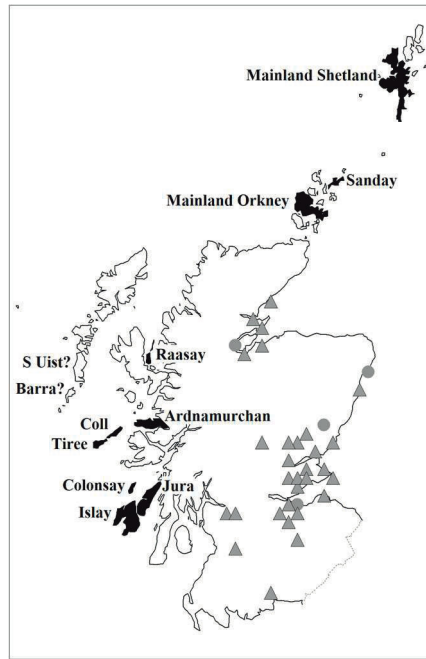 Mainland Shetland
Sanday
Mainland Orkney
Raasay
S Uist?
Barra?
Ardnamurchan
Coll
Tiree
Colonsay
Jura
Islay